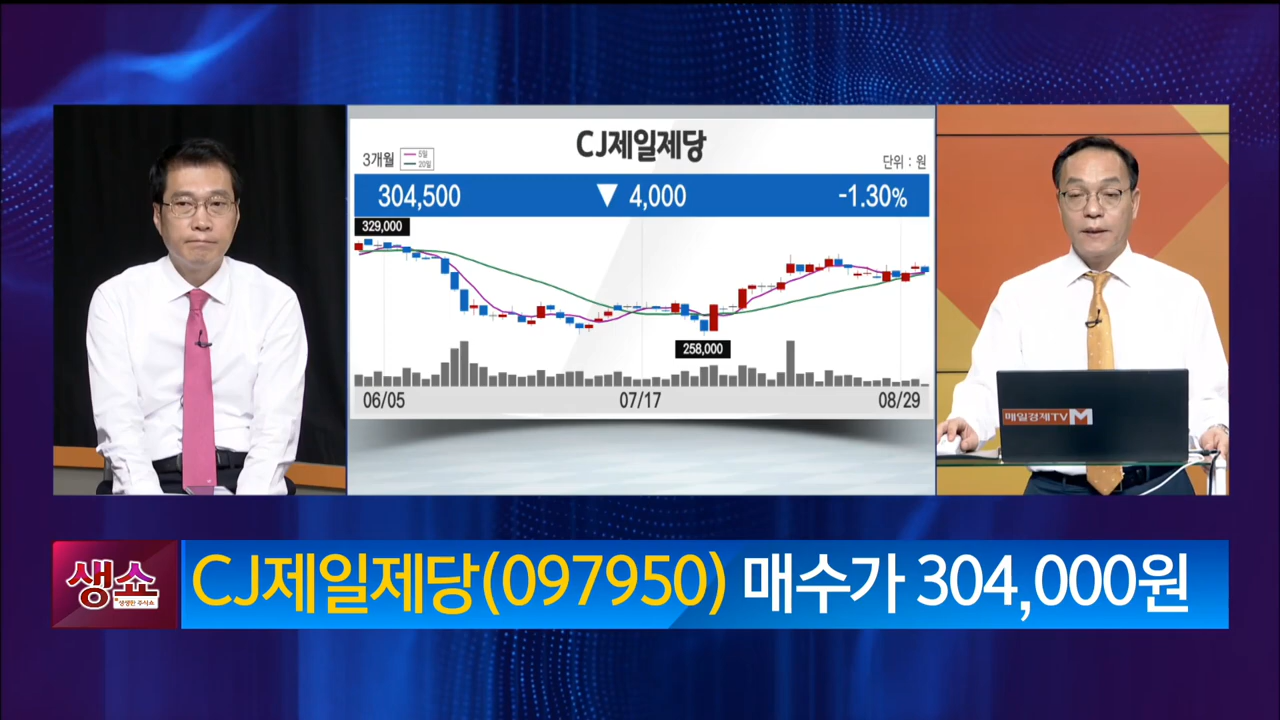 CJ제일제당
3개월
5일
20일
단위 : 원
304,500 ▼ 4,000 -1.30%
329,000
258,000
06/05 07/17 08/29
매일경제TV M
생쇼
생생한 주식쇼
CJ제일제당(097950) 매수가 304,000원